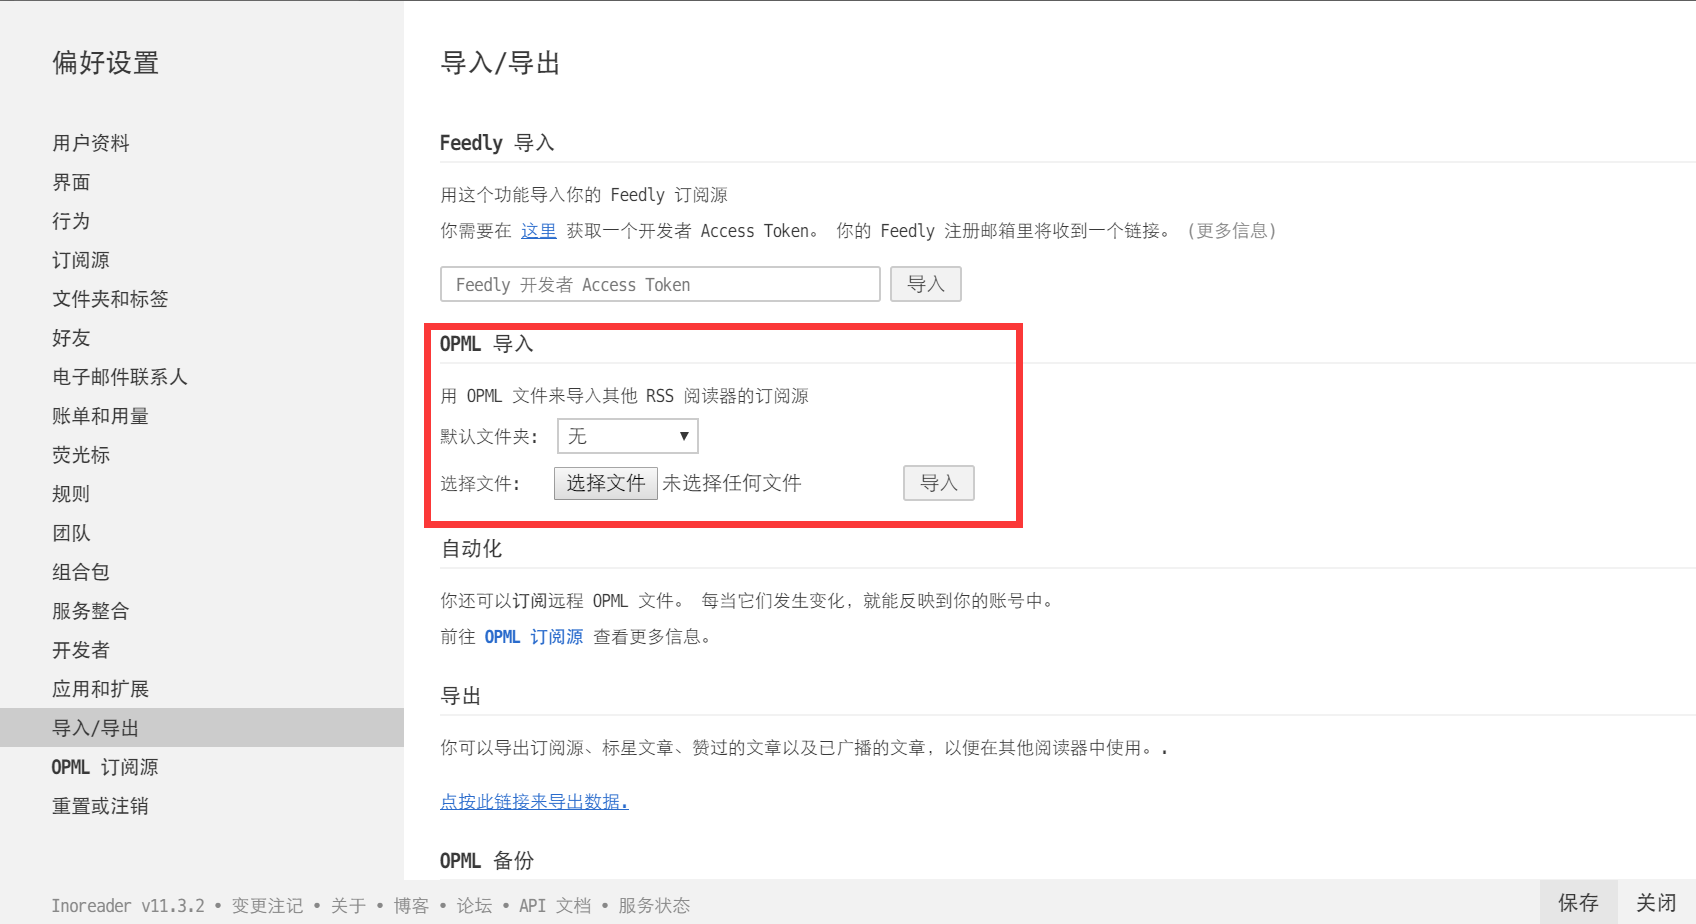 偏好设置
用户资料
界面
行为
订阅源
文件夹和标签
好友
电子邮件联系人
账单和用量
荧光标
规则
团队
组合包
服务整合
开发者
应用和扩展
导入/导出
OPML 订阅源
重置或注销
导入/导出
Feedly 导入
用这个功能导入你的 Feedly 订阅源
你需要在 这里 获取一个开发者 Access Token。 你的 Feedly 注册邮箱里将收到一个链接。 (更多信息)
Feedly 开发者 Access Token 导入
OPML 导入
用 OPML 文件来导入其他 RSS 阅读器的订阅源
默认文件夹: 无 ▼
选择文件: 选择文件 未选择任何文件 导入
自动化
你还可以订阅远程 OPML 文件。 每当它们发生变化，就能反映到你的账号中。
前往 OPML 订阅源 查看更多信息。
导出
你可以导出订阅源、标星文章、赞过的文章以及已广播的文章，以便在其他阅读器中使用。.
点按此链接来导出数据.
OPML 备份
Inoreader v11.3.2 • 变更注记 • 关于 • 博客 • 论坛 • API 文档 • 服务状态
保存 关闭